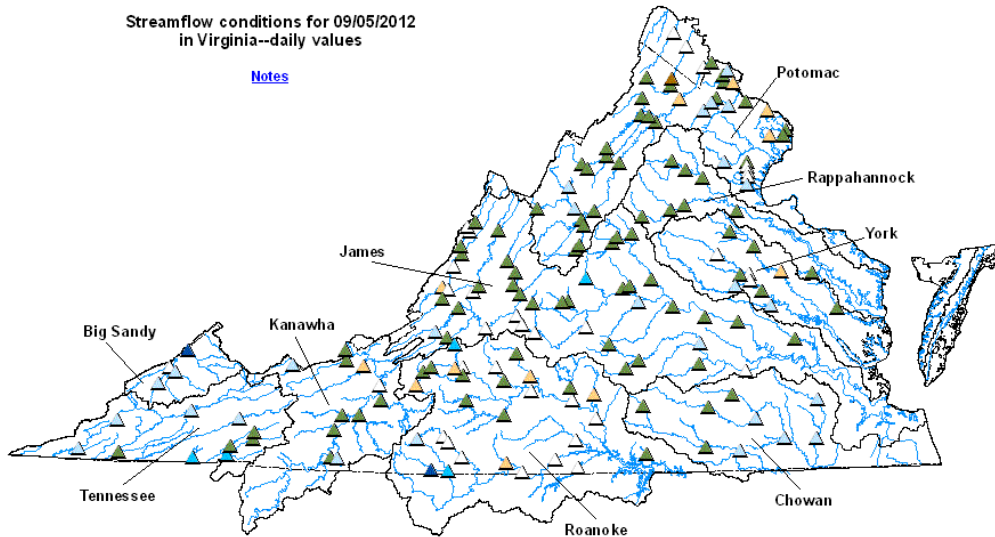 Streamflow conditions for 09/05/2012
in Virginia--daily values
Notes
Potomac
Rappahannock
York
James
Kanawha
Big Sandy
Tennessee
Roanoke
Chowan